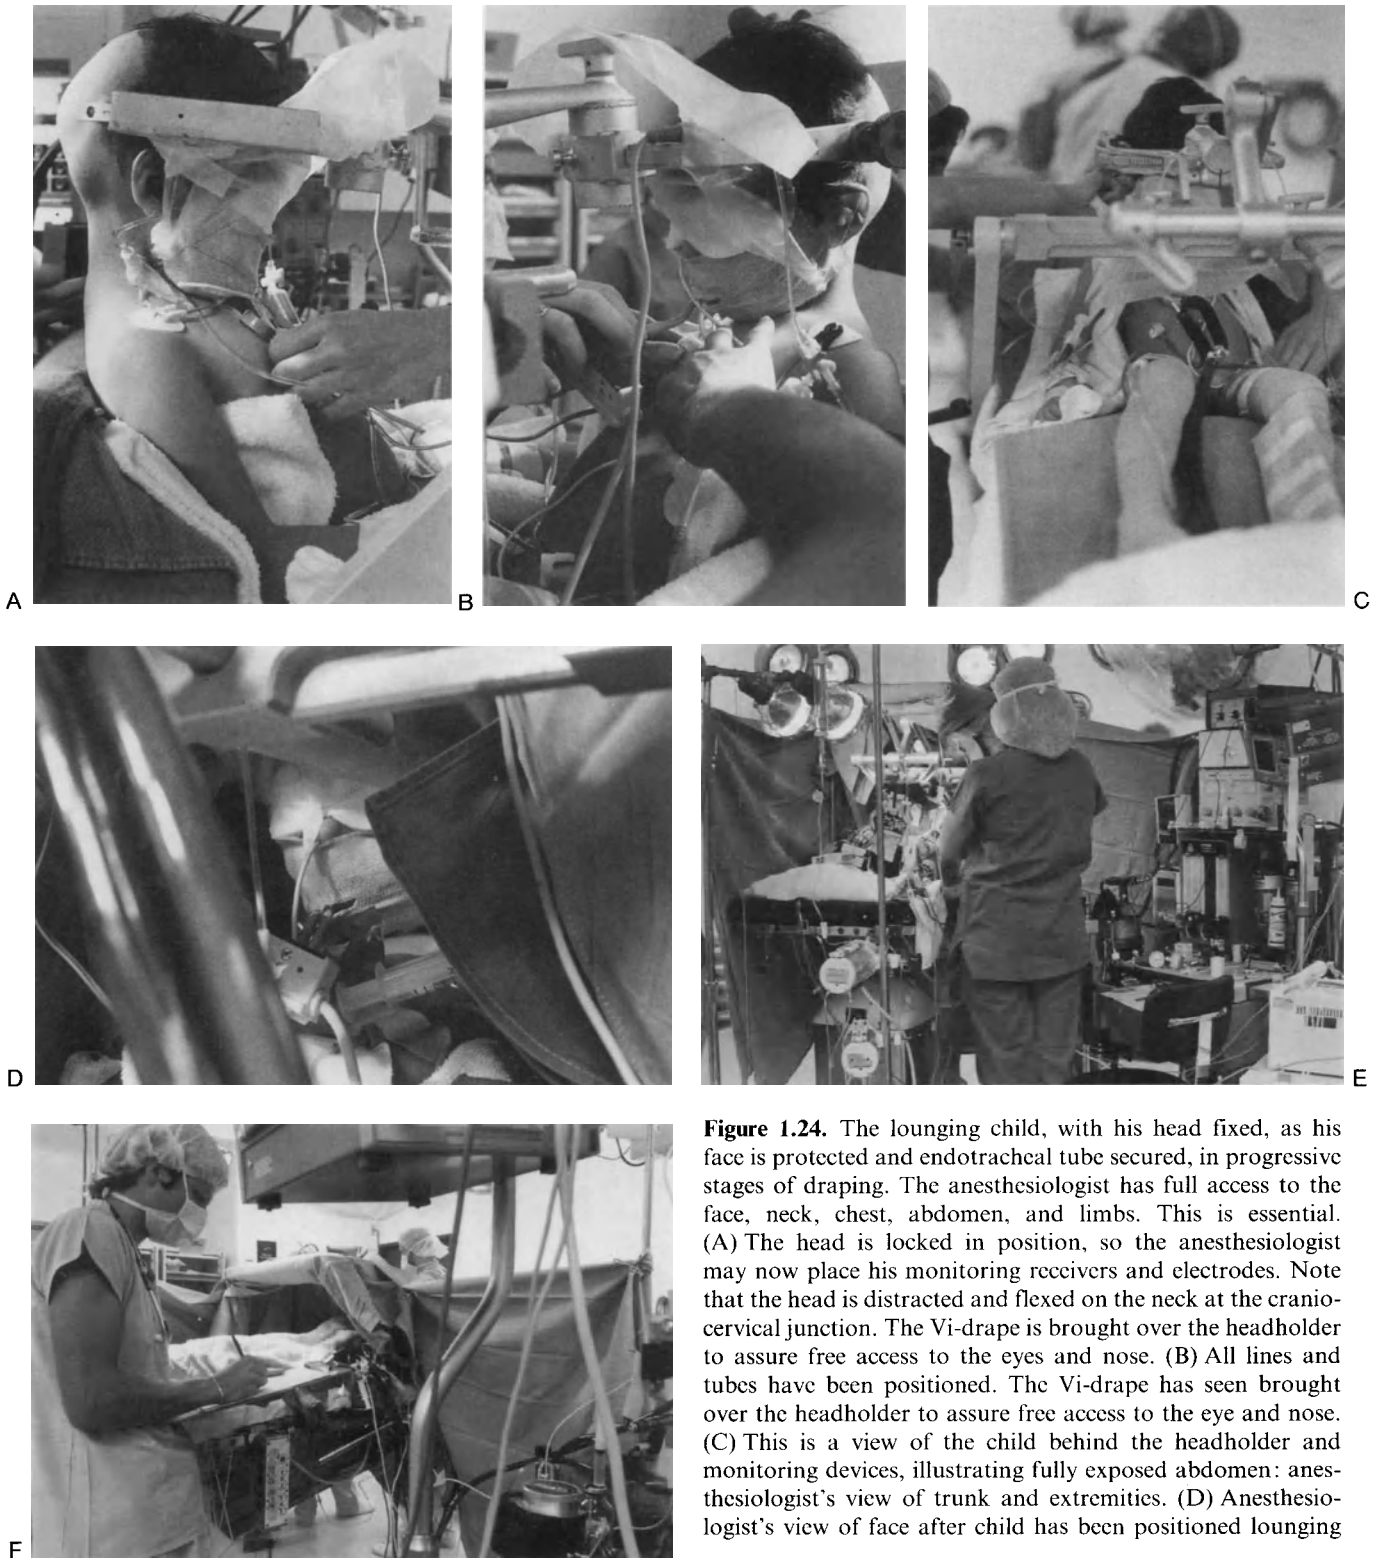 A
B
C
D
E
F
Figure 1.24. The lounging child, with his head fixed, as his
face is protected and endotracheal tube secured, in progressive
stages of draping. The anesthesiologist has full access to the
face, neck, chest, abdomen, and limbs. This is essential.
(A) The head is locked in position, so the anesthesiologist
may now place his monitoring receivers and electrodes. Note
that the head is distracted and flexed on the neck at the cranio-
cervical junction. The Vi-drape is brought over the headholder
to assure free access to the eyes and nose. (B) All lines and
tubes have been positioned. The Vi-drape has seen brought
over the headholder to assure free access to the eye and nose.
(C) This is a view of the child behind the headholder and
monitoring devices, illustrating fully exposed abdomen: anes-
thesiologist's view of trunk and extremities. (D) Anesthesio-
logist's view of face after child has been positioned lounging